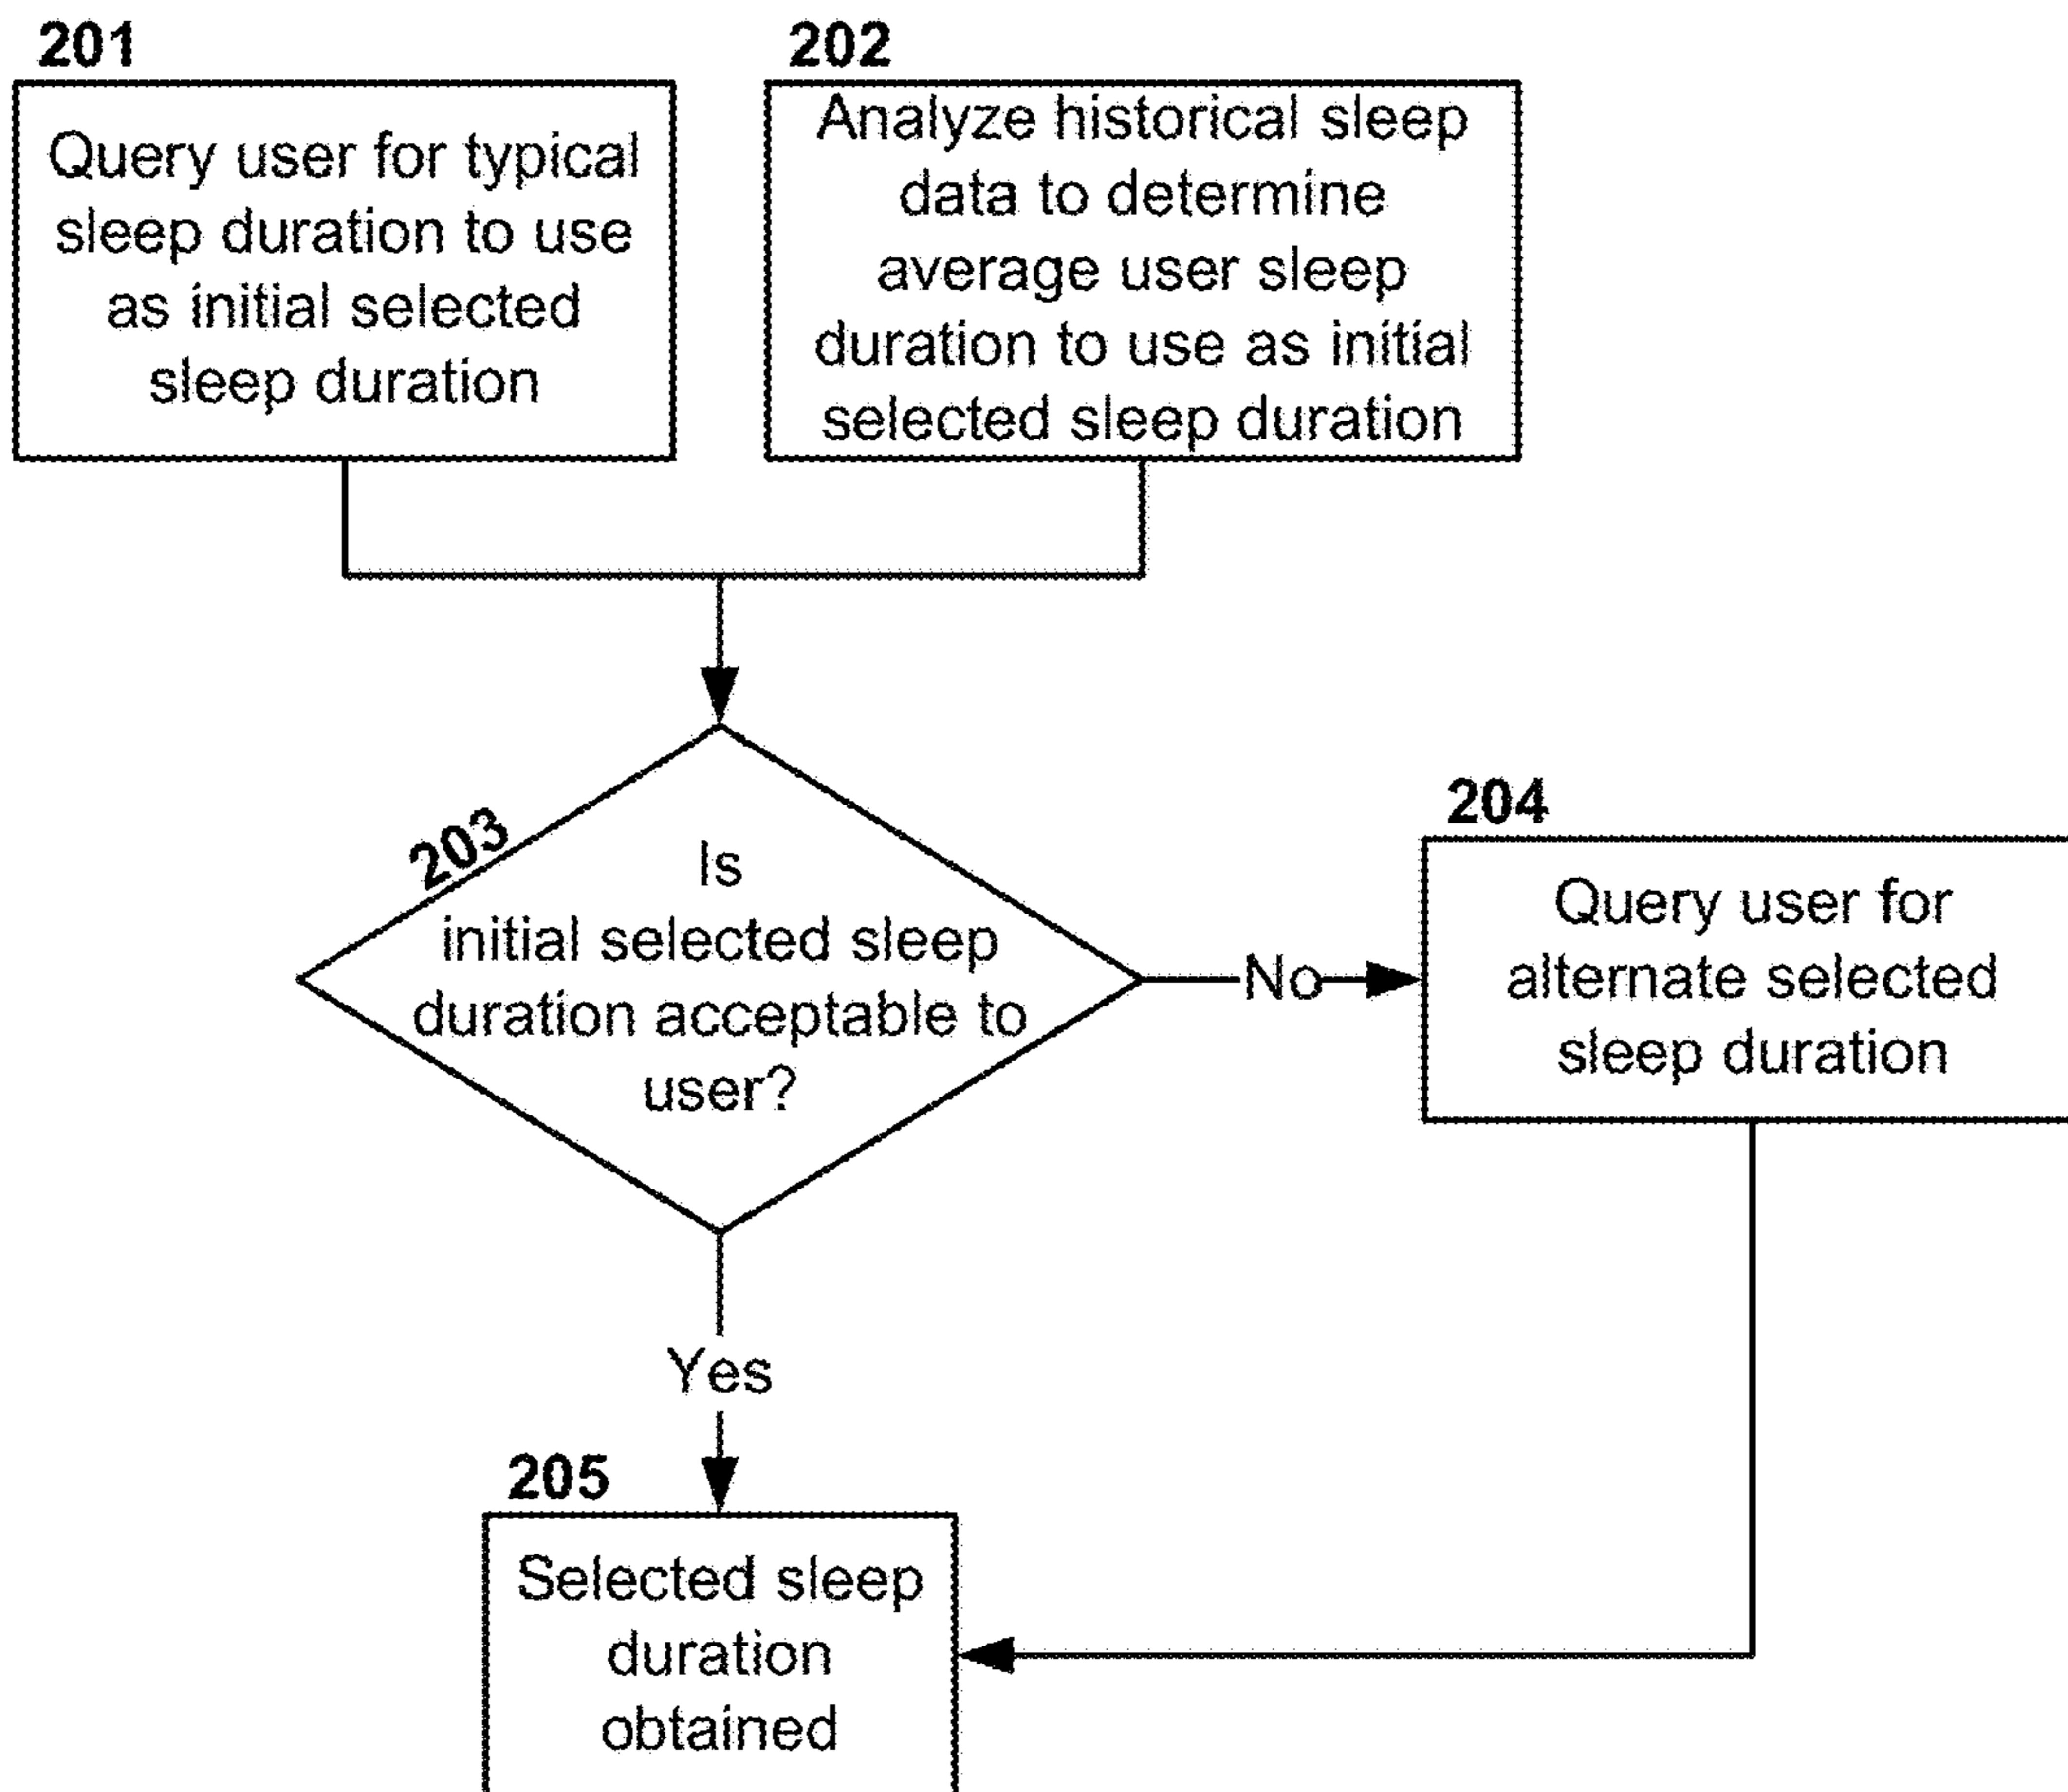 201
Query user for typical
sleep duration to use
as initial selected
sleep duration
202
Analyze historical sleep
data to determine
average user sleep
duration to use as initial
selected sleep duration
203
Is
initial selected sleep
duration acceptable to
user?
No
204
Query user for
alternate selected
sleep duration
Yes
205
Selected sleep
duration
obtained